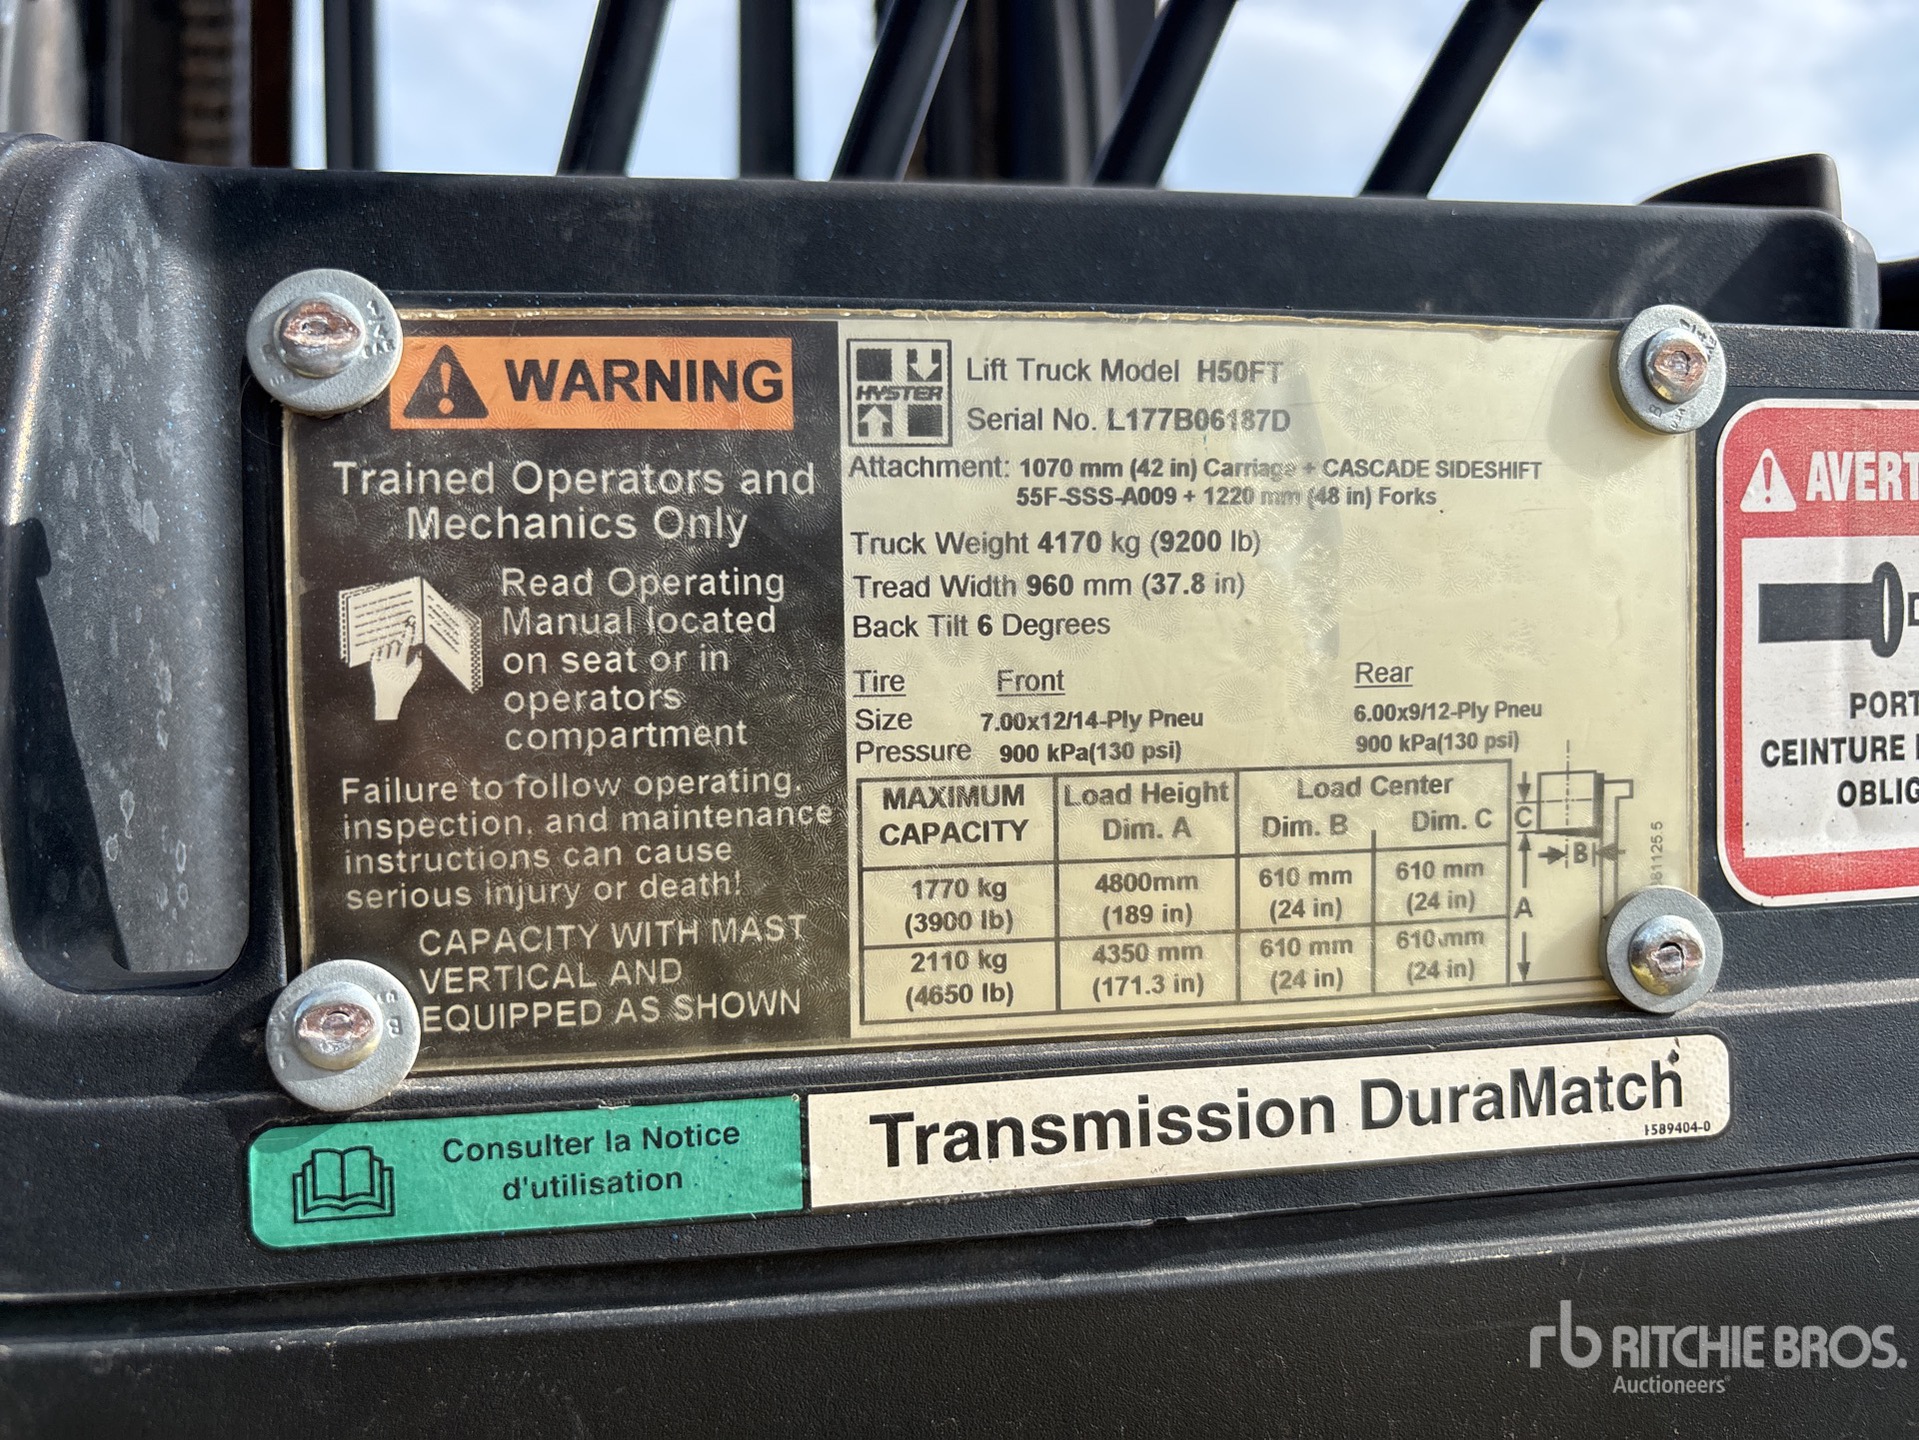 WARNING
Trained Operators and
Mechanics Only
Read Operating
Manual located
on seat or in
operators
compartment
Failure to follow operating,
inspection, and maintenance
instructions can cause
serious injury or death!
CAPACITY WITH MAST
VERTICAL AND
EQUIPPED AS SHOWN
HYSTER
Lift Truck Model H50FT
Serial No. L177B06187D
Attachment: 1070 mm (42 in) Carriage + CASCADE SIDESHIFT
55F-SSS-A009 + 1220 mm (48 in) Forks
Truck Weight 4170 kg (9200 lb)
Tread Width 960 mm (37.8 in)
Back Tilt 6 Degrees
Tire Front Rear
Size 7.00x12/14-Ply Pneu 6.00x9/12-Ply Pneu
Pressure 900 kPa(130 psi) 900 kPa(130 psi)
MAXIMUM Load Height Load Center
CAPACITY Dim. A Dim. B Dim. C
1770 kg 4800mm 610 mm 610 mm
(3900 lb) (189 in) (24 in) (24 in)
2110 kg 4350 mm 610 mm 610 mm
(4650 lb) (171.3 in) (24 in) (24 in)
C
B
A
AVERT
PORT
CEINTURE
OBLIG
Consulter la Notice
d'utilisation
Transmission DuraMatch
1589404-0
rb RITCHIE BROS.
Auctioneers